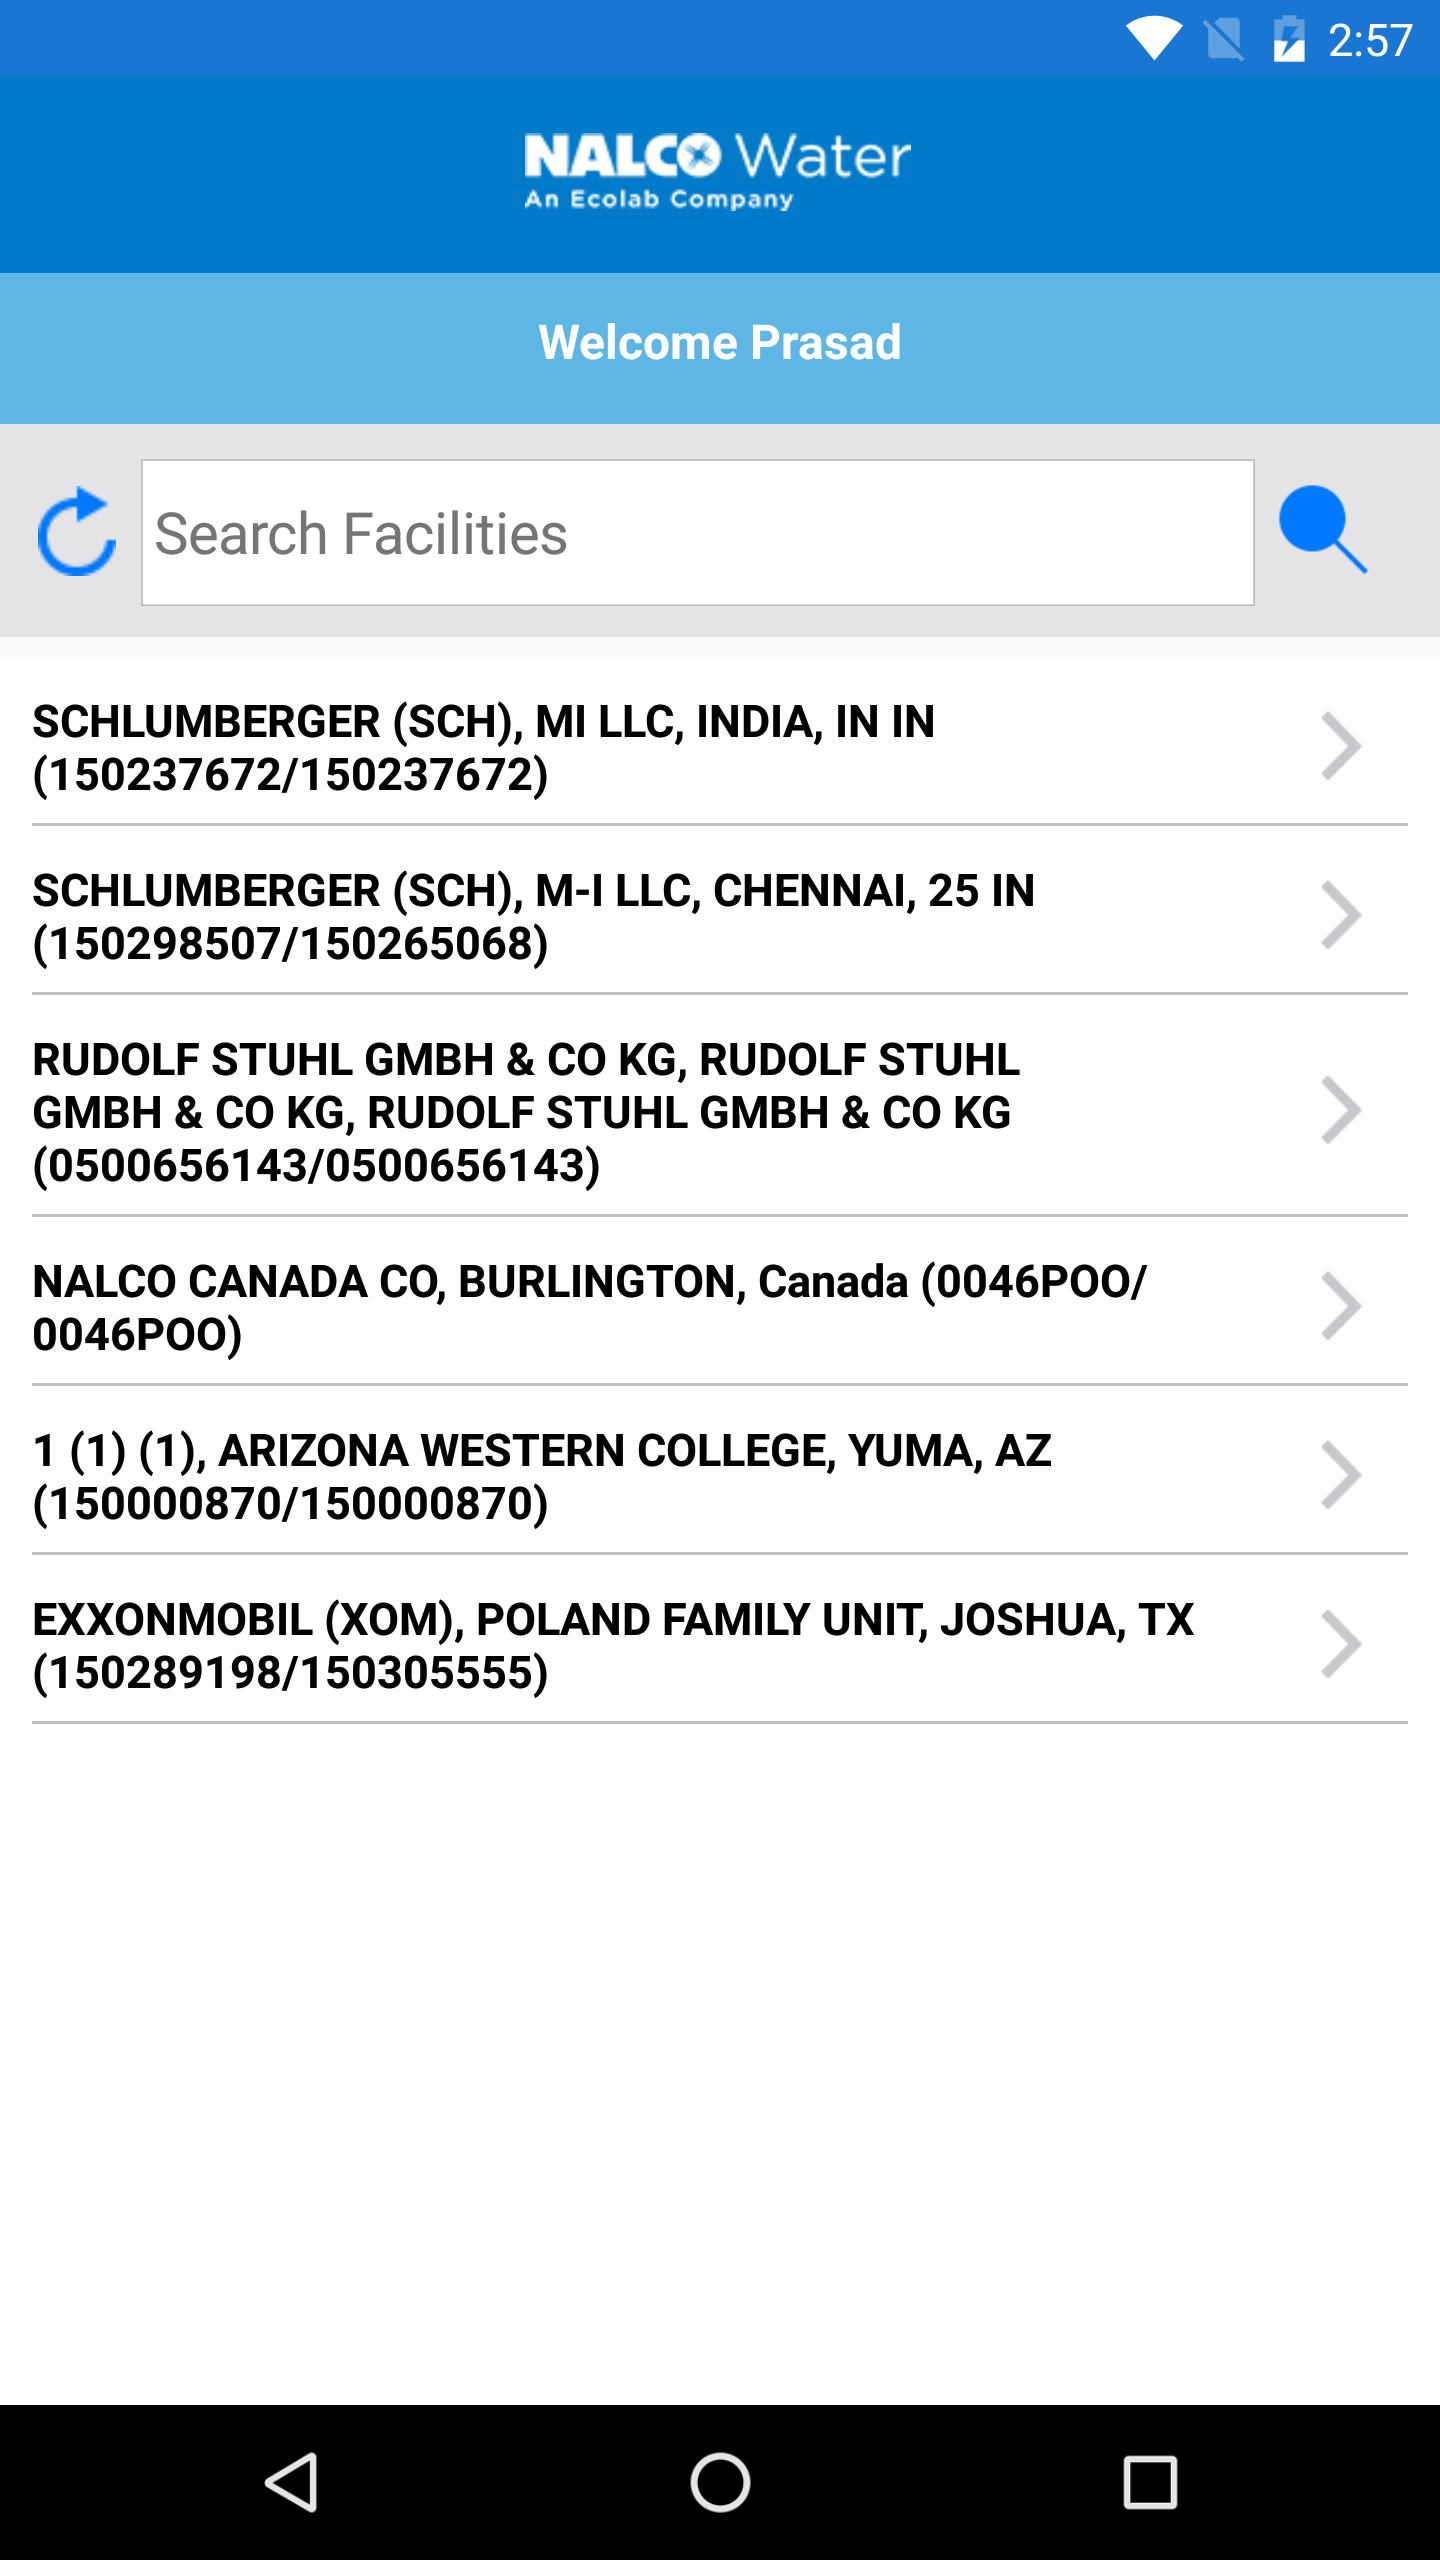 2:57
NALCO Water
An Ecolab Company
Welcome Prasad
Search Facilities
SCHLUMBERGER (SCH), MI LLC, INDIA, IN IN
(150237672/150237672)
SCHLUMBERGER (SCH), M-I LLC, CHENNAI, 25 IN
(150298507/150265068)
RUDOLF STUHL GMBH & CO KG, RUDOLF STUHL
GMBH & CO KG, RUDOLF STUHL GMBH & CO KG
(0500656143/0500656143)
NALCO CANADA CO, BURLINGTON, Canada (0046POO/
0046POO)
1 (1) (1), ARIZONA WESTERN COLLEGE, YUMA, AZ
(150000870/150000870)
EXXONMOBIL (XOM), POLAND FAMILY UNIT, JOSHUA, TX
(150289198/150305555)